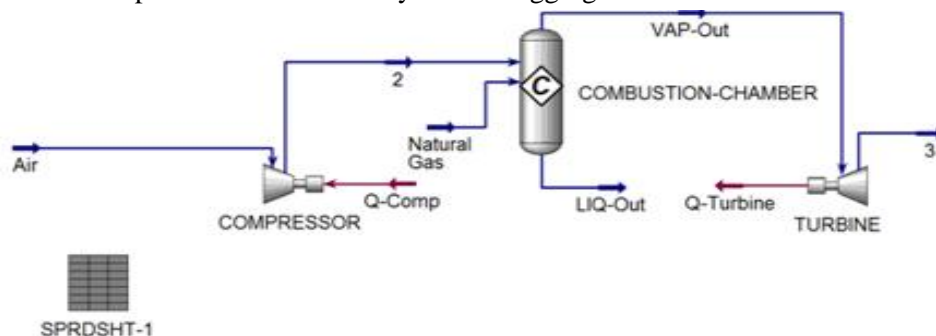 VAP-Out
2
C
COMBUSTION-CHAMBER
Natural
Gas
Air
3
Q-Comp
LIQ-Out
Q-Turbine
COMPRESSOR
TURBINE
SPRDSHT-1